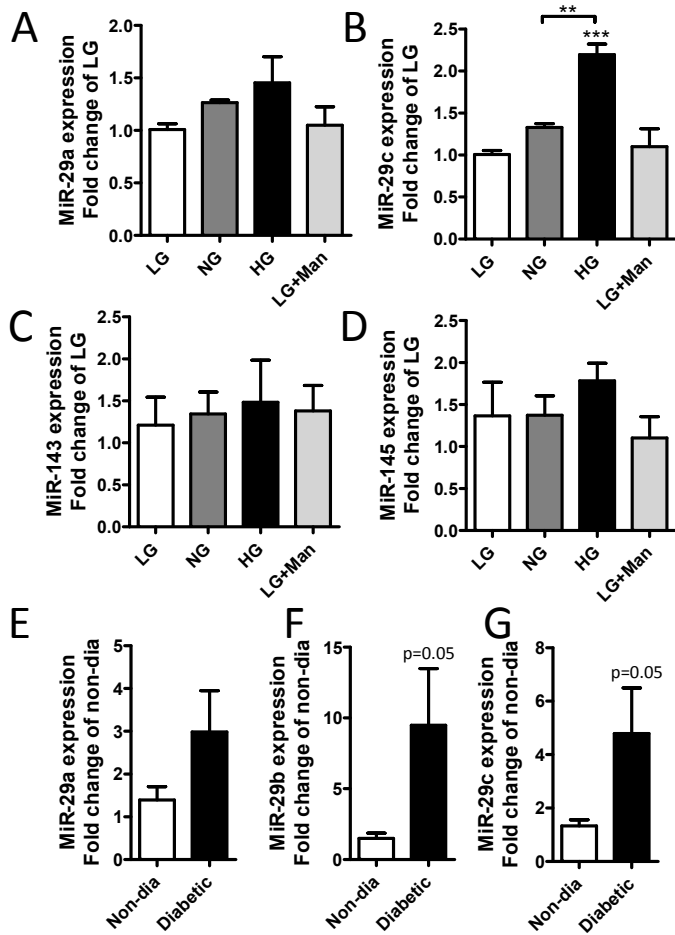 A
MiR-29a expression
Fold change of LG
2.0
1.5
1.0
0.5
0.0
LG
NG
HG
LG+Man
B
MiR-29c expression
Fold change of LG
2.5
2.0
1.5
1.0
0.5
0.0
**
***
LG
NG
HG
LG+Man
C
MiR-143 expression
Fold change of LG
2.5
2.0
1.5
1.0
0.5
0.0
LG
NG
HG
LG+Man
D
MiR-145 expression
Fold change of LG
2.5
2.0
1.5
1.0
0.5
0.0
LG
NG
HG
LG+Man
E
MiR-29a expression
Fold change of non-dia
5
4
3
2
1
0
Non-dia
Diabetic
F
MiR-29b expression
Fold change of non-dia
15
10
5
0
p=0.05
Non-dia
Diabetic
G
MiR-29c expression
Fold change of non-dia
8
6
4
2
0
p=0.05
Non-dia
Diabetic